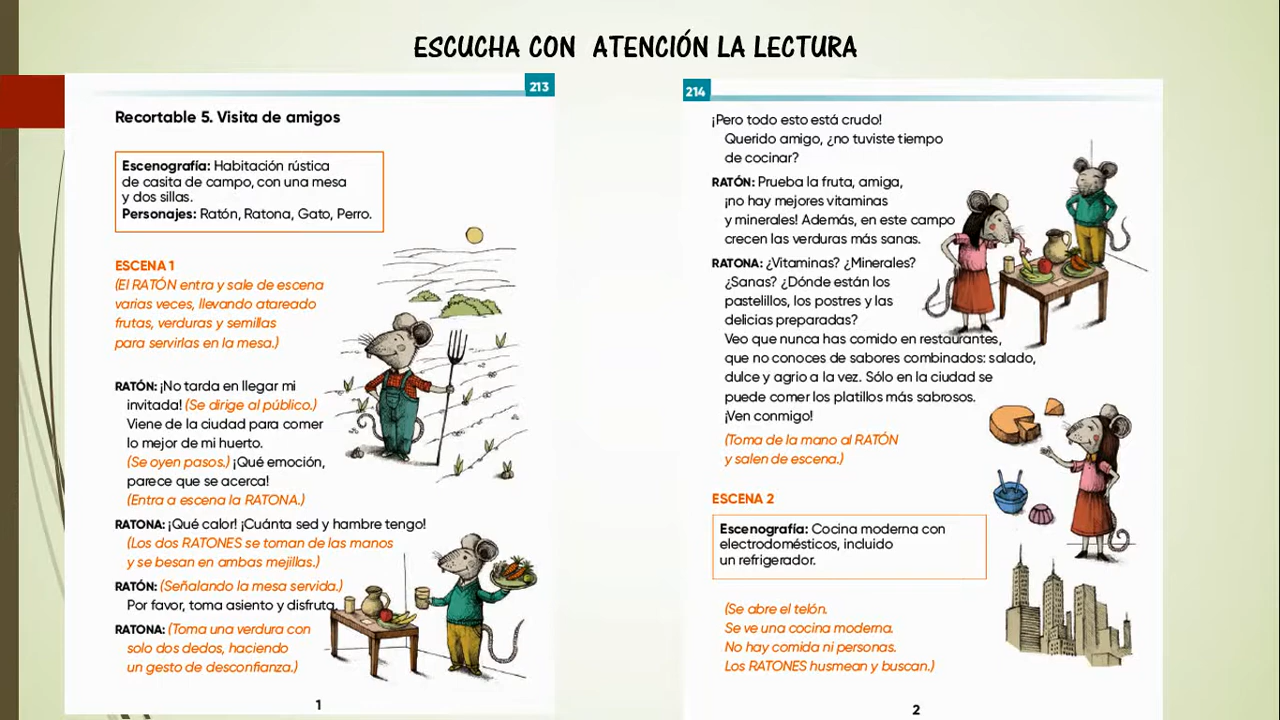 ESCUCHA CON ATENCIÓN LA LECTURA
213
Recortable 5. Visita de amigos
Escenografía: Habitación rústica
de casita de campo, con una mesa
y dos sillas.
Personajes: Ratón, Ratona, Gato, Perro.
ESCENA 1
(El RATÓN entra y sale de escena
varias veces, llevando atareado
frutas, verduras y semillas
para servirlas en la mesa.)
RATÓN: ¡No tarda en llegar mi
invitada! (Se dirige al público.)
Viene de la ciudad para comer
lo mejor de mi huerto.
(Se oyen pasos.) ¡Qué emoción,
parece que se acerca!
(Entra a escena la RATONA.)
RATONA: ¡Qué calor! ¡Cuánta sed y hambre tengo!
(Los dos RATONES se toman de las manos
y se besan en ambas mejillas.)
RATÓN: (Señalando la mesa servida.)
Por favor, toma asiento y disfruta.
RATONA: (Toma una verdura con
solo dos dedos, haciendo
un gesto de desconfianza.)
1
214
¡Pero todo esto está crudo!
Querido amigo, ¿no tuviste tiempo
de cocinar?
RATÓN: Prueba la fruta, amiga,
¡no hay mejores vitaminas
y minerales! Además, en este campo
crecen las verduras más sanas.
RATONA: ¿Vitaminas? ¿Minerales?
¿Sanas? ¿Dónde están los
pastelillos, los postres y las
delicias preparadas?
Veo que nunca has comido en restaurantes,
que no conoces de sabores combinados: salado,
dulce y agrio a la vez. Sólo en la ciudad se
puede comer los platillos más sabrosos.
¡Ven conmigo!
(Toma de la mano al RATÓN
y salen de escena.)
ESCENA 2
Escenografía: Cocina moderna con
electrodomésticos, incluido
un refrigerador.
(Se abre el telón.
Se ve una cocina moderna.
No hay comida ni personas.
Los RATONES husmean y buscan.)
2